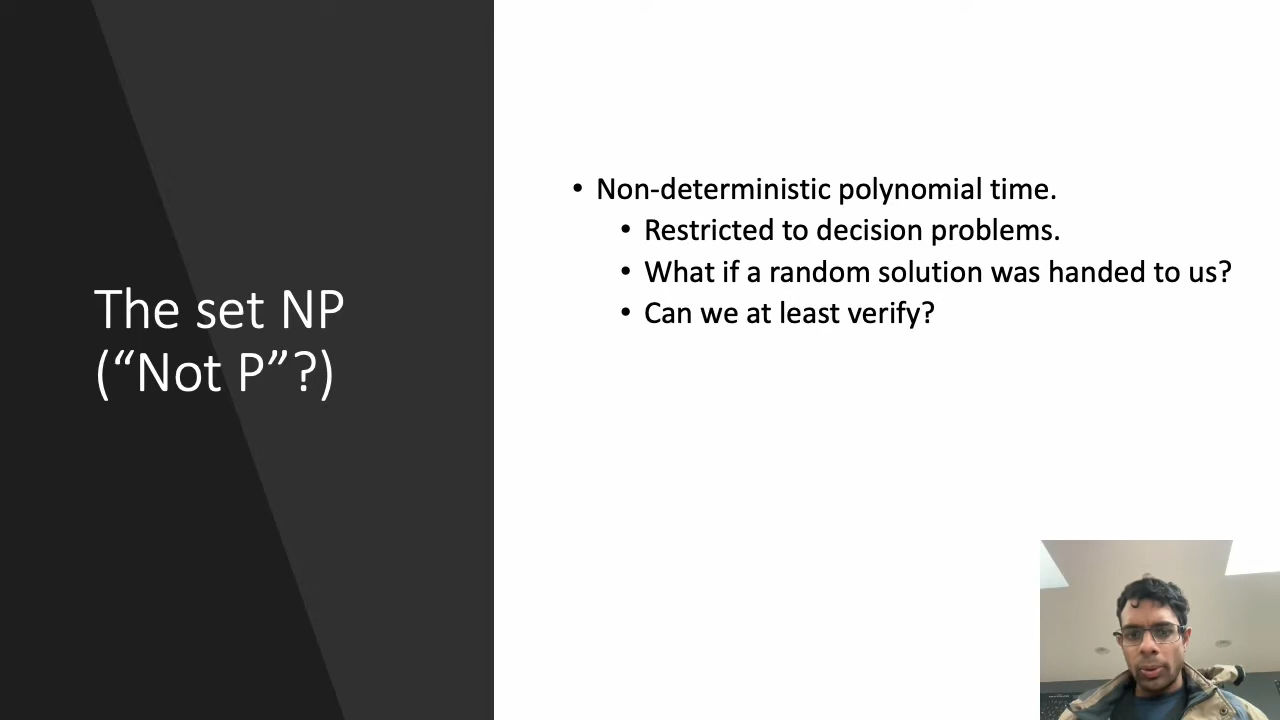 The set NP
(“Not P”?)
• Non-deterministic polynomial time.
• Restricted to decision problems.
• What if a random solution was handed to us?
• Can we at least verify?